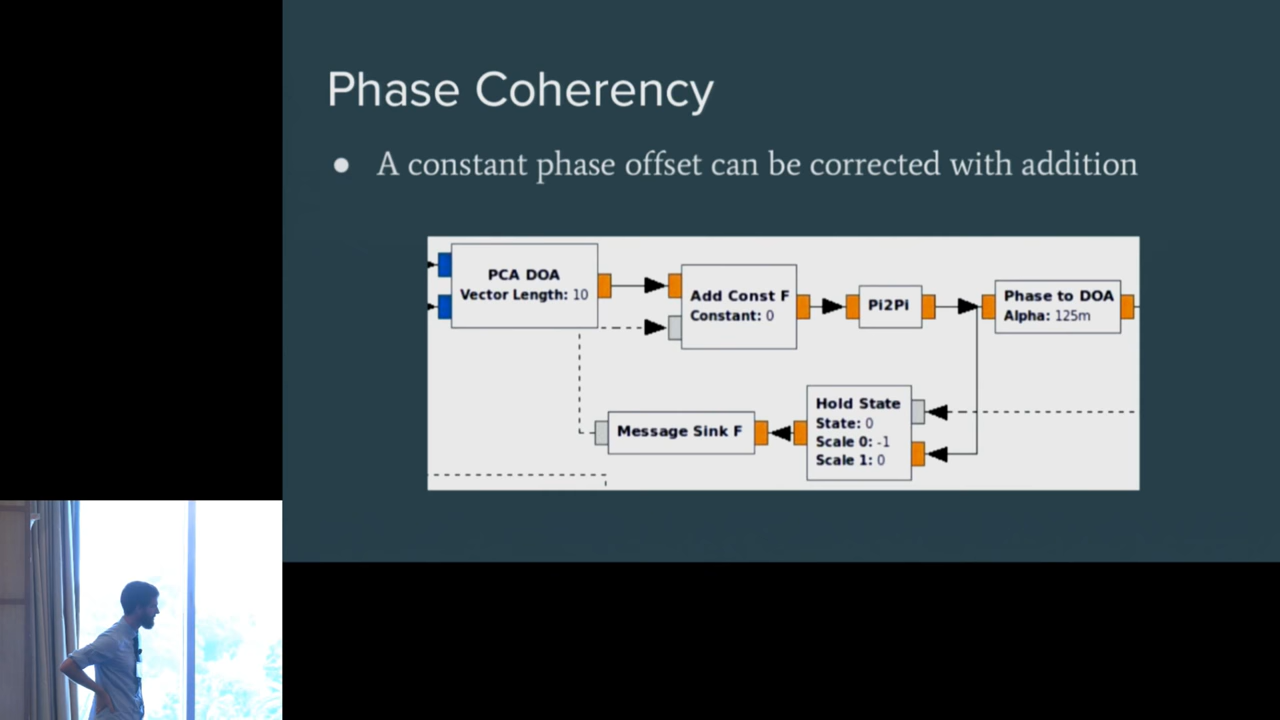 Phase Coherency
● A constant phase offset can be corrected with addition
PCA DOA
Vector Length: 10
Add Const F
Constant: 0
Pi2Pi
Phase to DOA
Alpha: 125m
Hold State
State: 0
Scale 0: -1
Scale 1: 0
Message Sink F